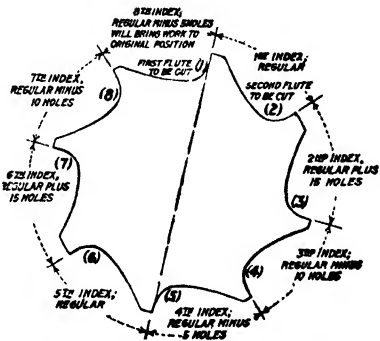 8TH INDEX;
REGULAR MINUS 5 HOLES
WILL BRING WORK TO
ORIGINAL POSITION
1ST INDEX;
REGULAR
FIRST FLUTE
TO BE CUT (1)
SECOND FLUTE
TO BE CUT
(2)
2ND INDEX,
REGULAR PLUS
15 HOLES
(3)
3RD INDEX;
REGULAR MINUS
10 HOLES
(4)
4TH INDEX;
REGULAR MINUS
5 HOLES
(5)
5TH INDEX;
REGULAR
(6)
6TH INDEX,
REGULAR PLUS
15 HOLES
(7)
7TH INDEX,
REGULAR MINUS
10 HOLES
(8)